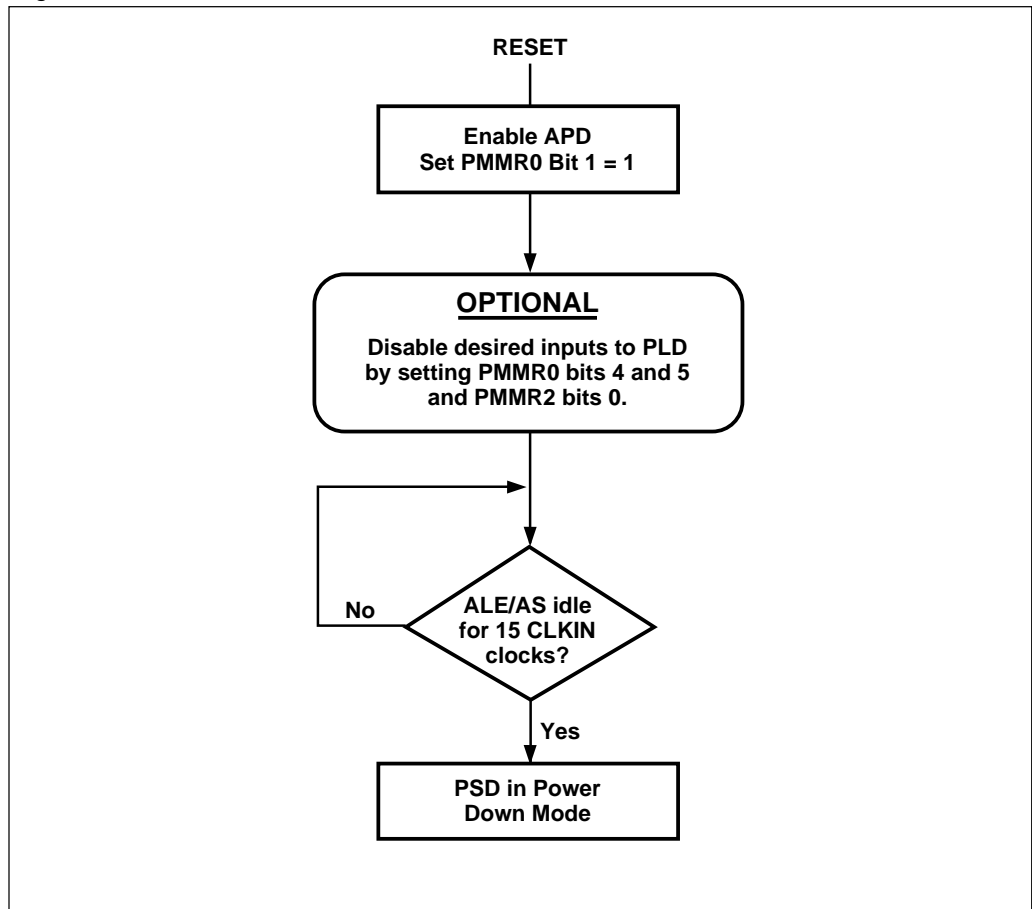 RESET
Enable APD
Set PMMR0 Bit 1 = 1
OPTIONAL
Disable desired inputs to PLD
by setting PMMR0 bits 4 and 5
and PMMR2 bits 0.
No
ALE/AS idle
for 15 CLKIN
clocks?
Yes
PSD in Power
Down Mode